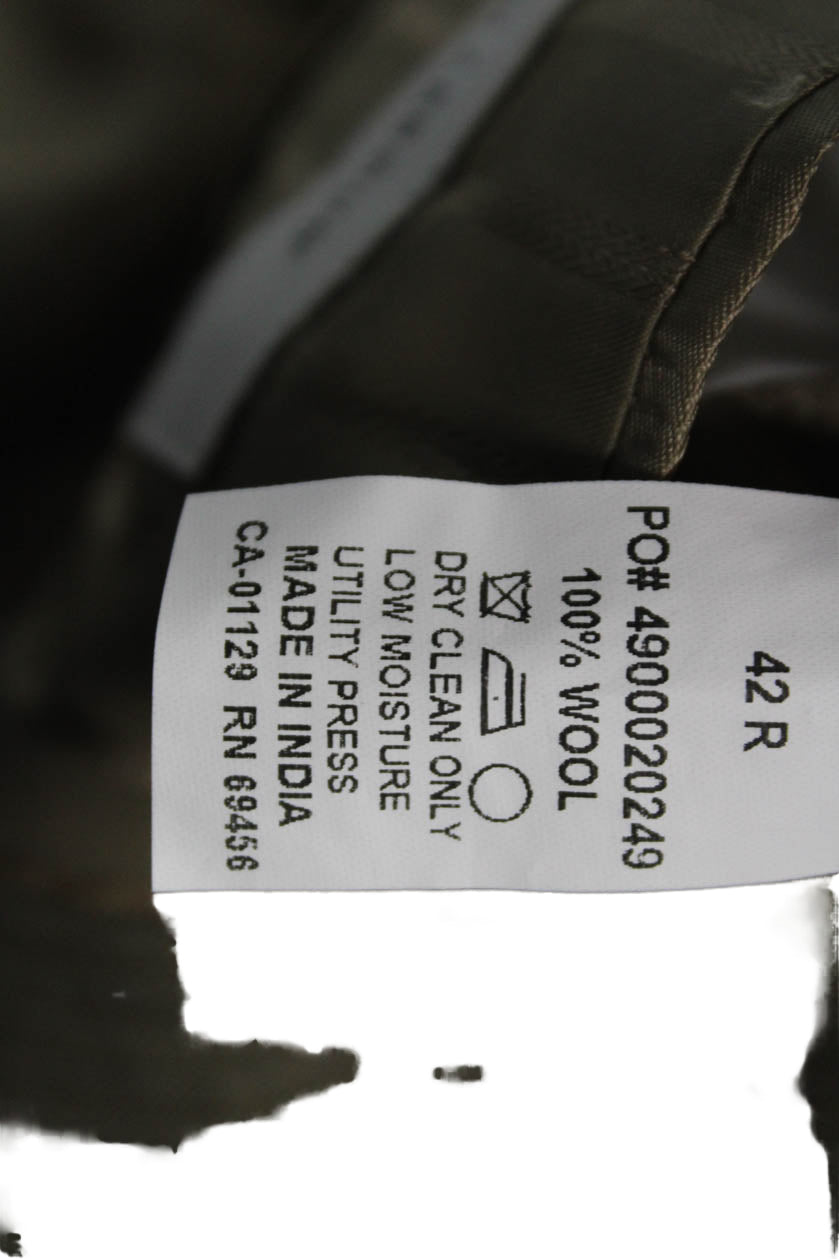 42 R
PO# 4900020249
100% WOOL
DRY CLEAN ONLY
LOW MOISTURE
UTILITY PRESS
MADE IN INDIA
CA-01129 RN 69456